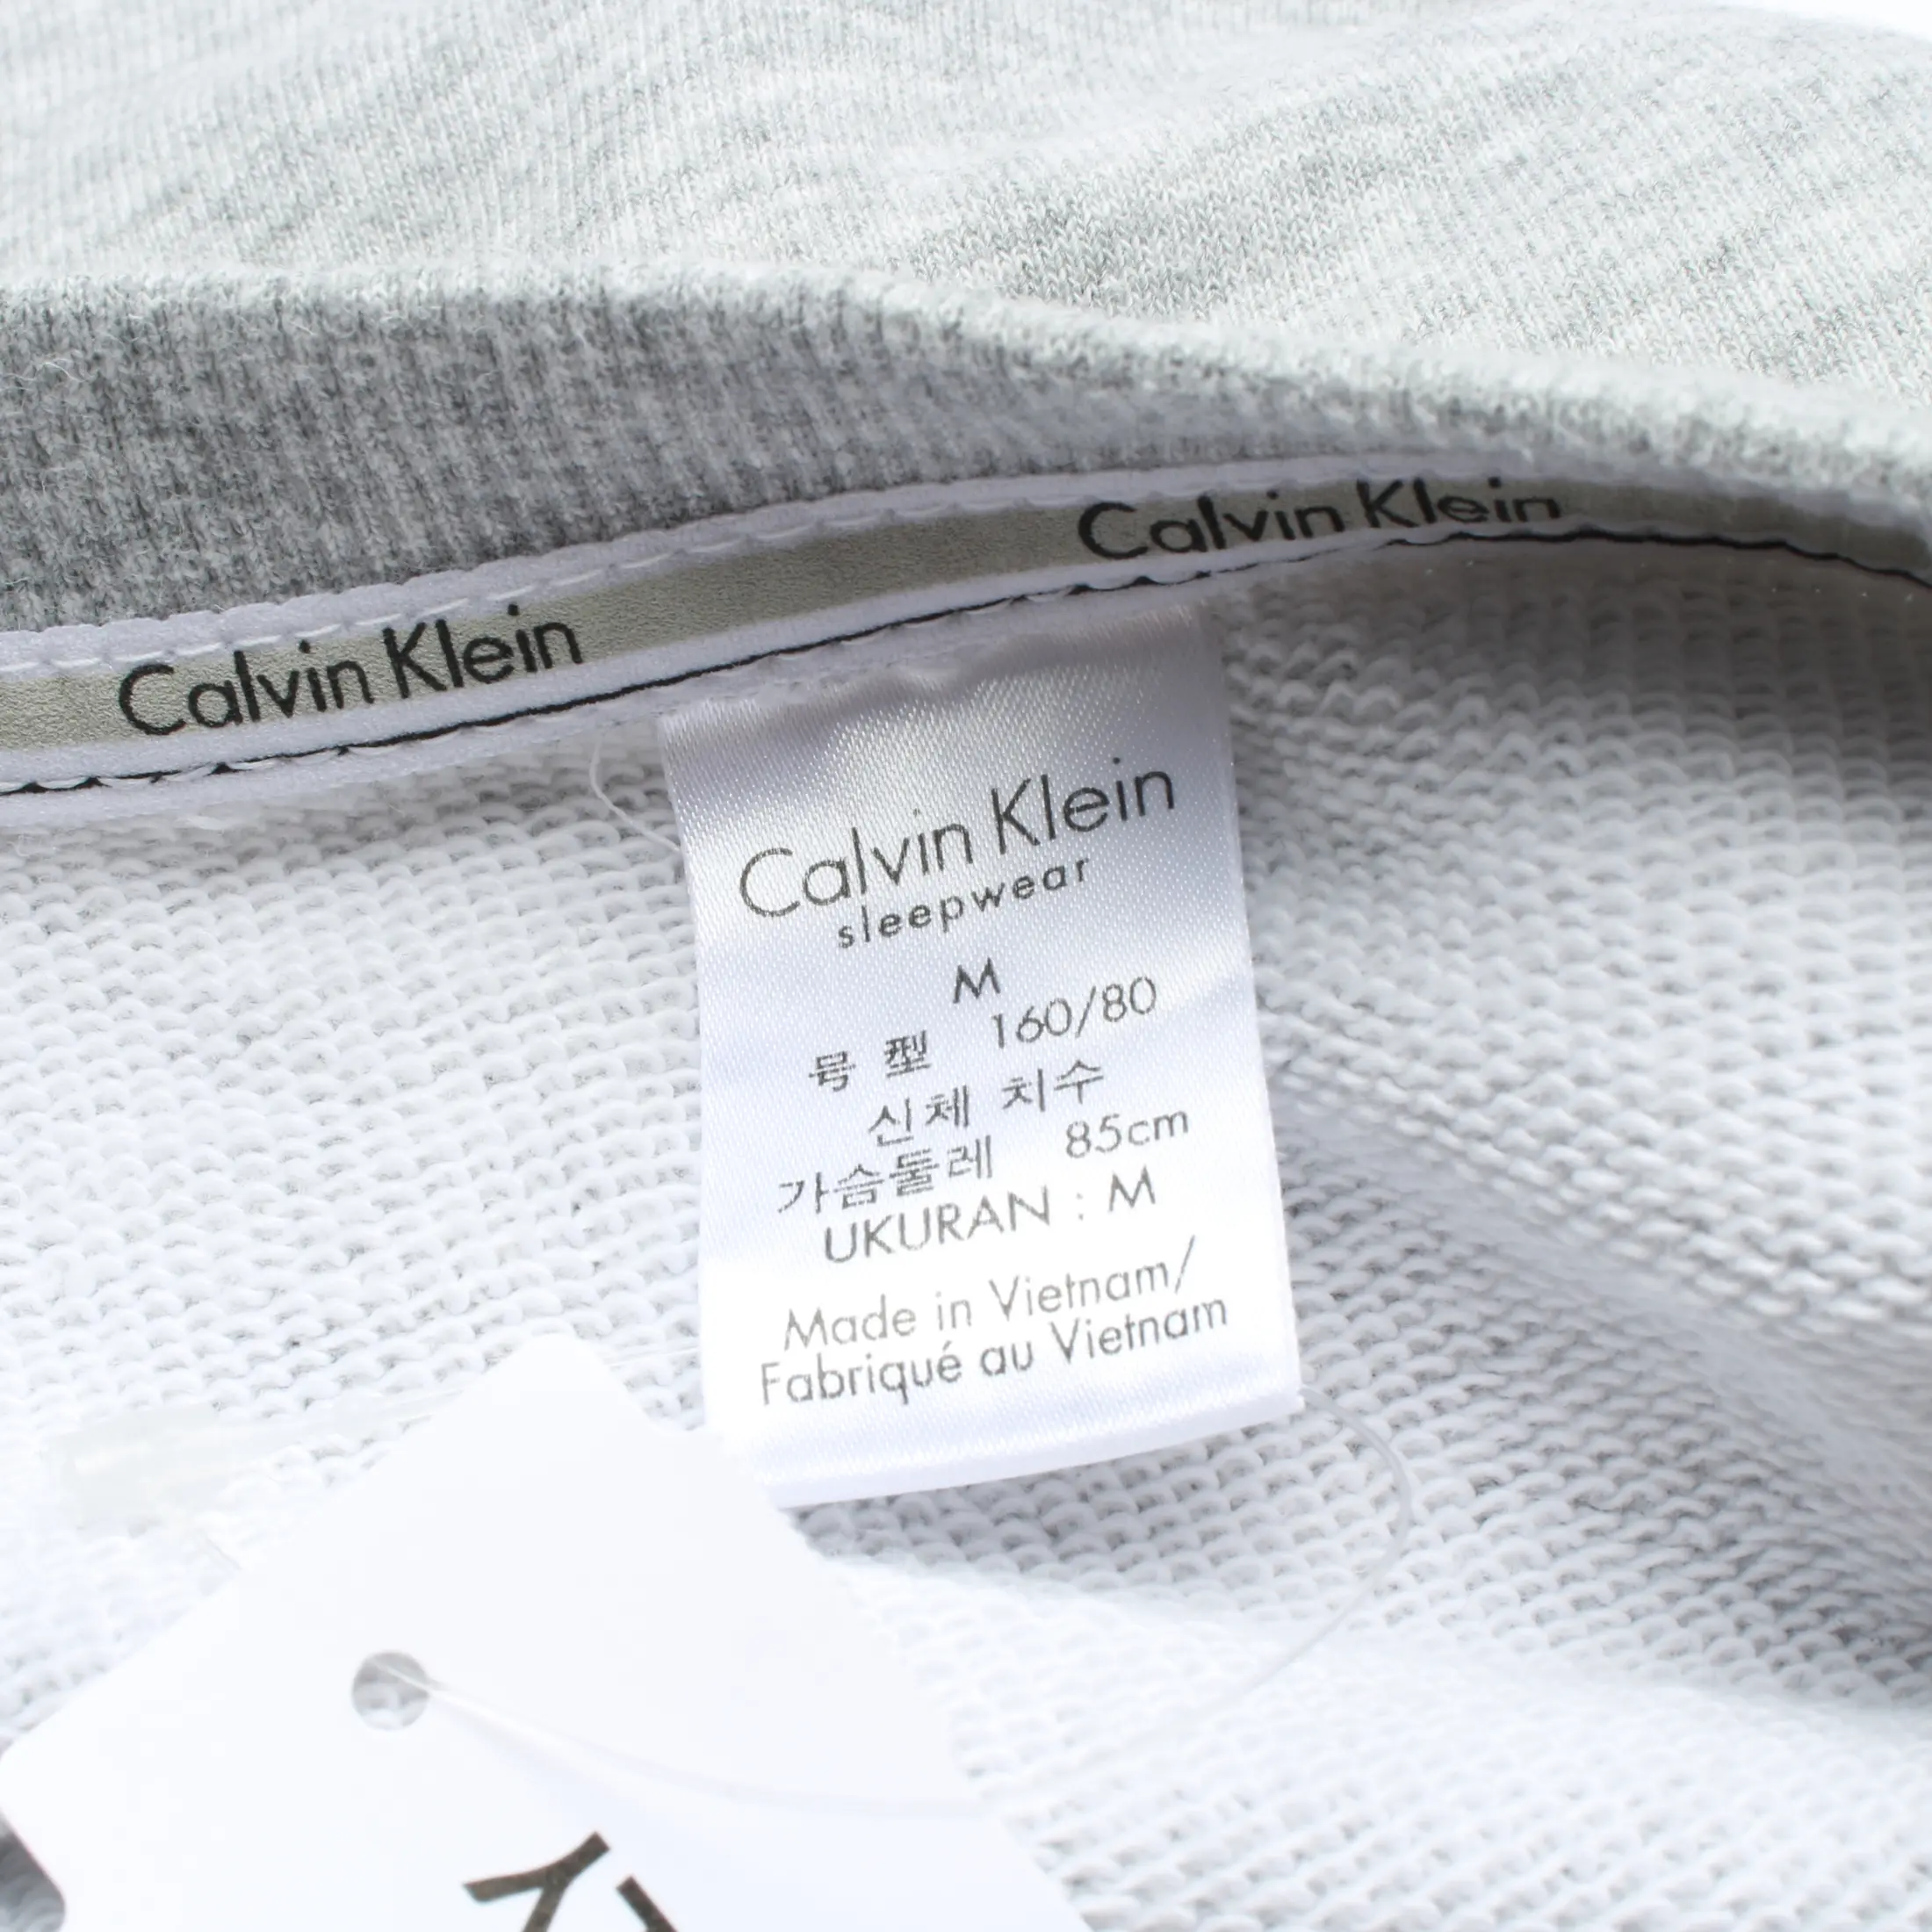 Calvin Klein
Calvin Klein
Calvin Klein
sleepwear
M
号型 160/80
신체 치수
가슴둘레 85cm
UKURAN : M
Made in Vietnam/
Fabriqué au Vietnam